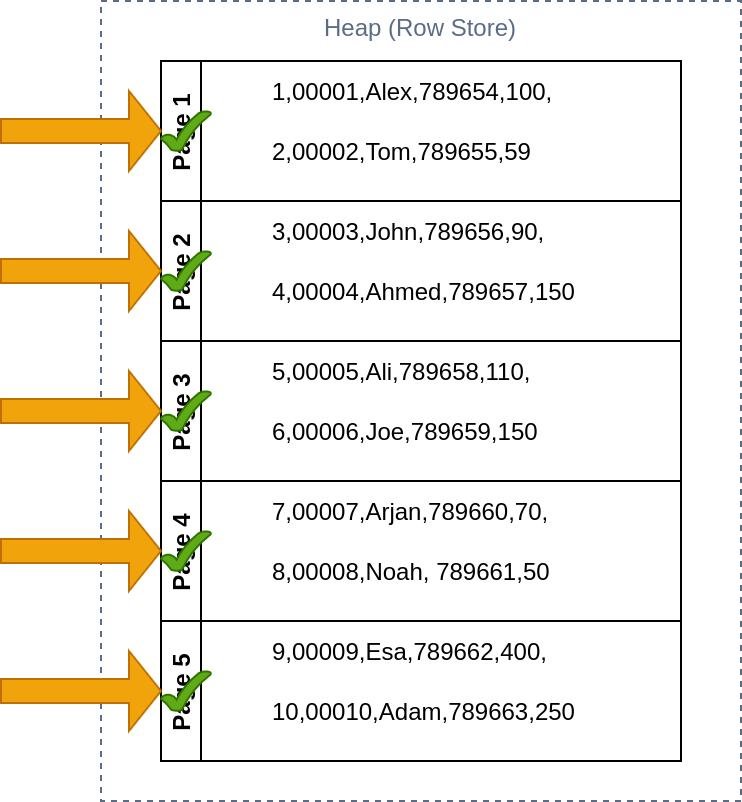 Heap (Row Store)
Page 1
1,00001,Alex,789654,100,
2,00002,Tom,789655,59
Page 2
3,00003,John,789656,90,
4,00004,Ahmed,789657,150
Page 3
5,00005,Ali,789658,110,
6,00006,Joe,789659,150
Page 4
7,00007,Arjan,789660,70,
8,00008,Noah, 789661,50
Page 5
9,00009,Esa,789662,400,
10,00010,Adam,789663,250